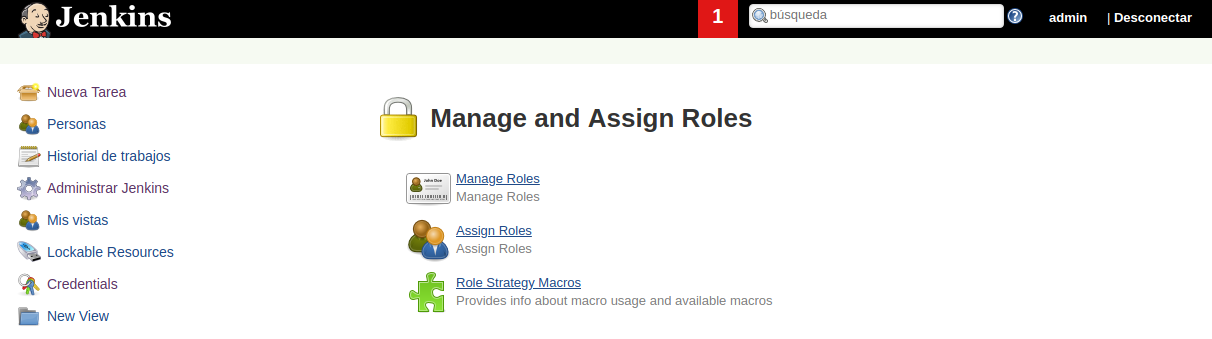 Jenkins
1
búsqueda
?
admin
| Desconectar
Nueva Tarea
Personas
Historial de trabajos
Administrar Jenkins
Mis vistas
Lockable Resources
Credentials
New View
Manage and Assign Roles
John Doe
Manage Roles
Manage Roles
Assign Roles
Assign Roles
Role Strategy Macros
Provides info about macro usage and available macros